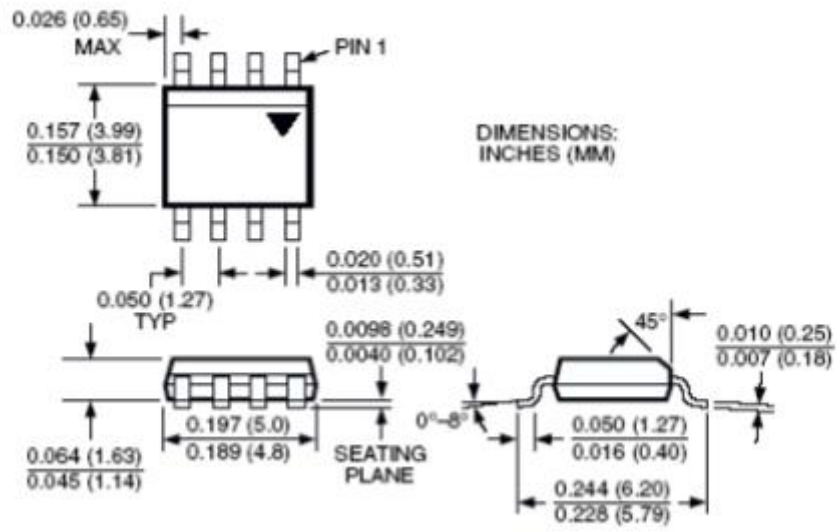 0.026 (0.65)
MAX
PIN 1
0.157 (3.99)
0.150 (3.81)
DIMENSIONS:
INCHES (MM)
0.020 (0.51)
0.013 (0.33)
0.050 (1.27)
TYP
0.0098 (0.249)
0.0040 (0.102)
45°
0.010 (0.25)
0.007 (0.18)
0.197 (5.0)
0.189 (4.8)
SEATING
PLANE
0°–8°
0.050 (1.27)
0.016 (0.40)
0.064 (1.63)
0.045 (1.14)
0.244 (6.20)
0.228 (5.79)